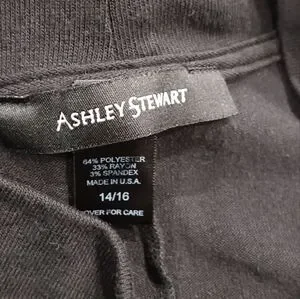 ASHLEY STEWART
64% POLYESTER
33% RAYON
3% SPANDEX
MADE IN U.S.A.
14/16
OVER FOR CARE